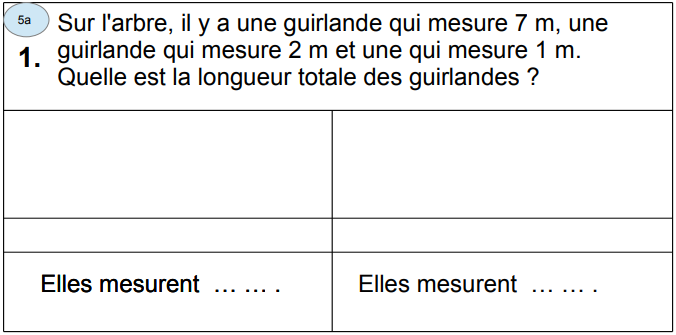 5a
Sur l'arbre, il y a une guirlande qui mesure 7 m, une
1. guirlande qui mesure 2 m et une qui mesure 1 m.
Quelle est la longueur totale des guirlandes ?
Elles mesurent … … .
Elles mesurent … … .